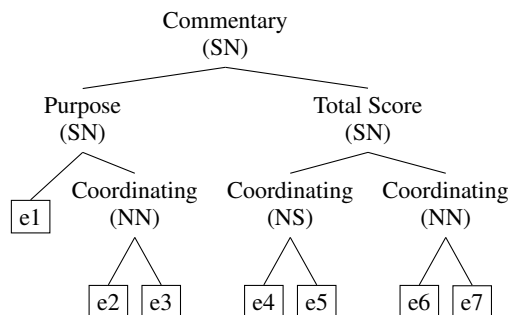 Commentary
(SN)
Purpose
(SN)
Total Score
(SN)
e1
Coordinating
(NN)
Coordinating
(NS)
Coordinating
(NN)
e2
e3
e4
e5
e6
e7